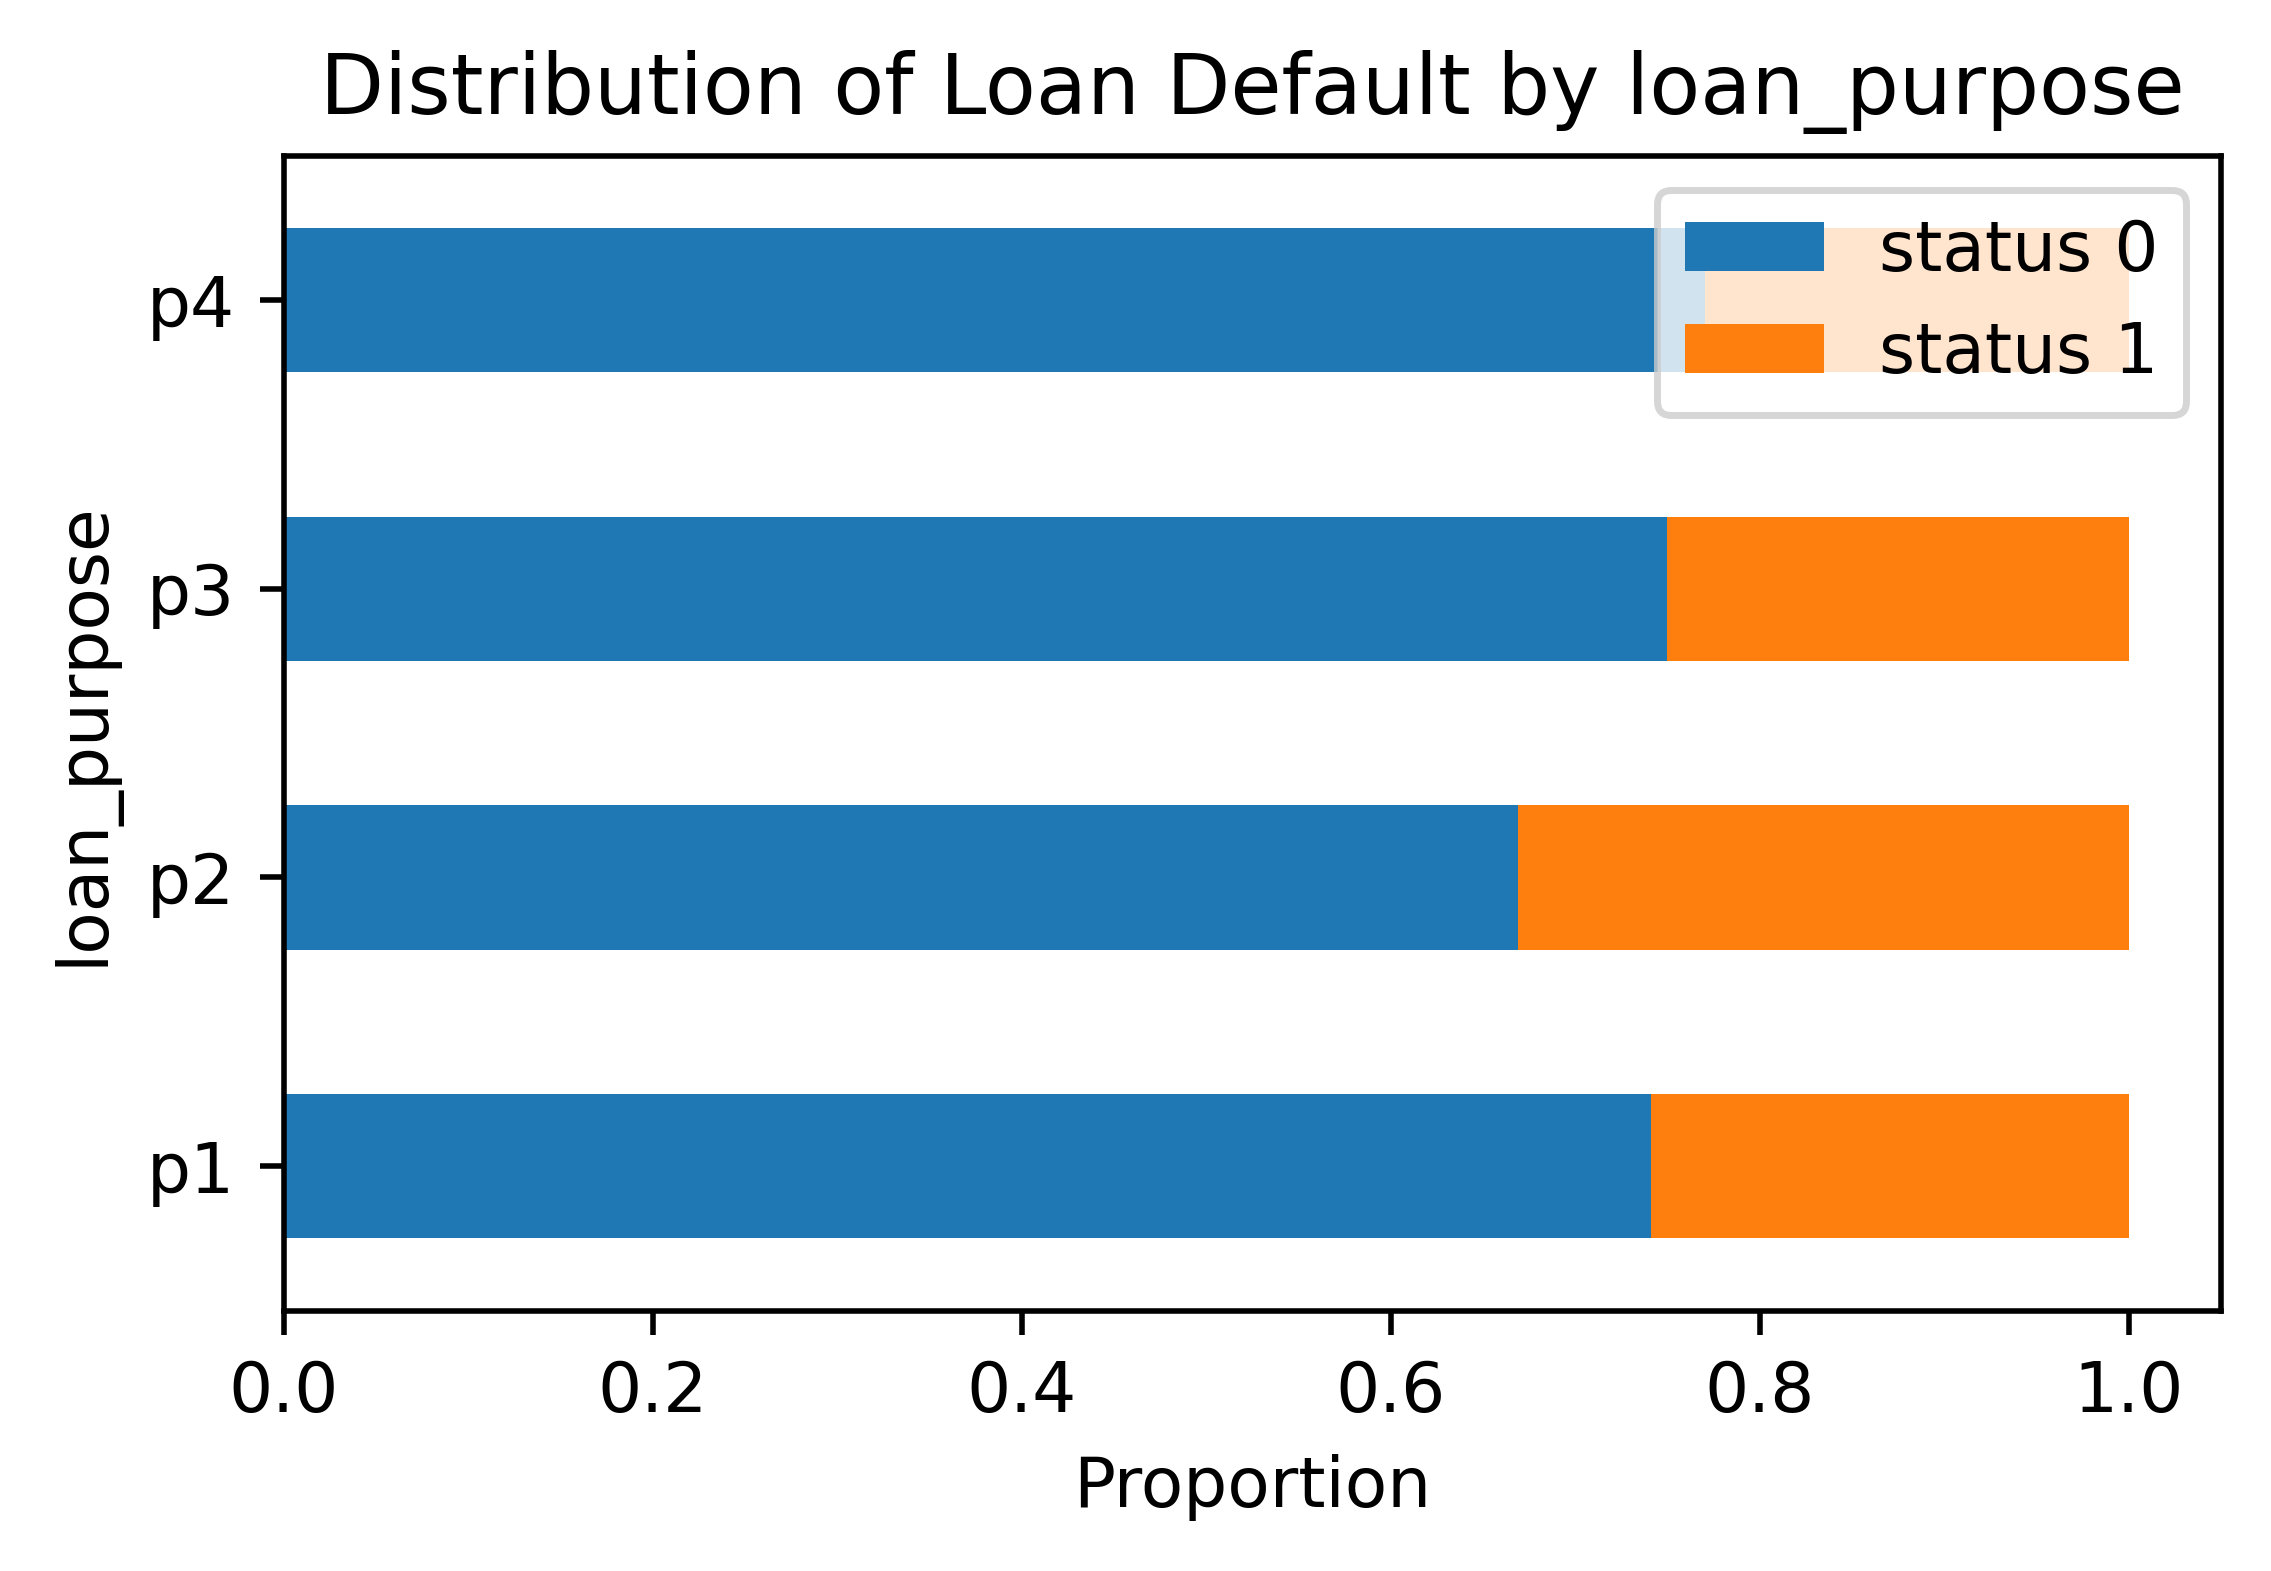 Distribution of Loan Default by loan_purpose
status 0
status 1
p4
p3
p2
p1
loan_purpose
0.0 0.2 0.4 0.6 0.8 1.0
Proportion